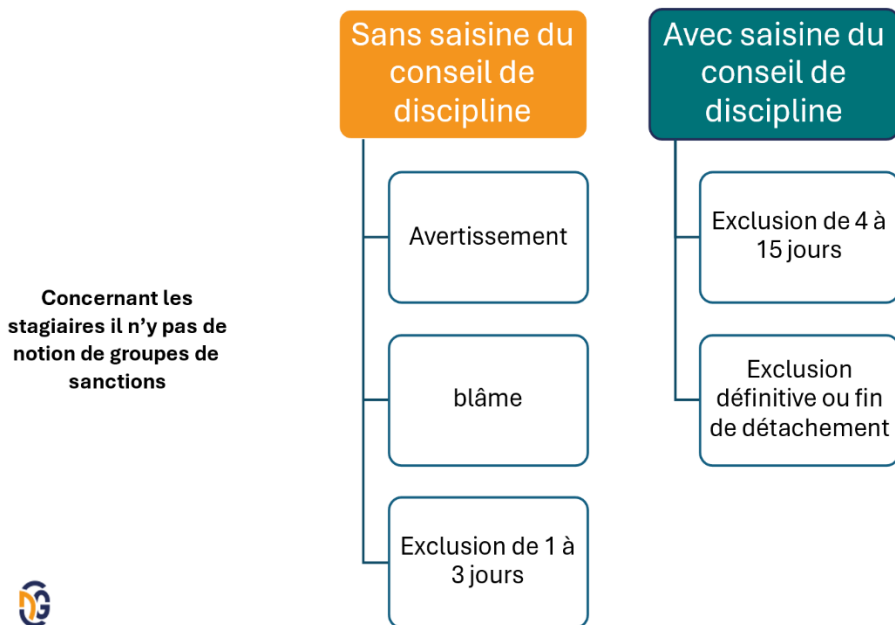 Sans saisine du
conseil de
discipline
Avertissement
blâme
Exclusion de 1 à
3 jours
Avec saisine du
conseil de
discipline
Exclusion de 4 à
15 jours
Exclusion
définitive ou fin
de détachement
Concernant les
stagiaires il n’y pas de
notion de groupes de
sanctions